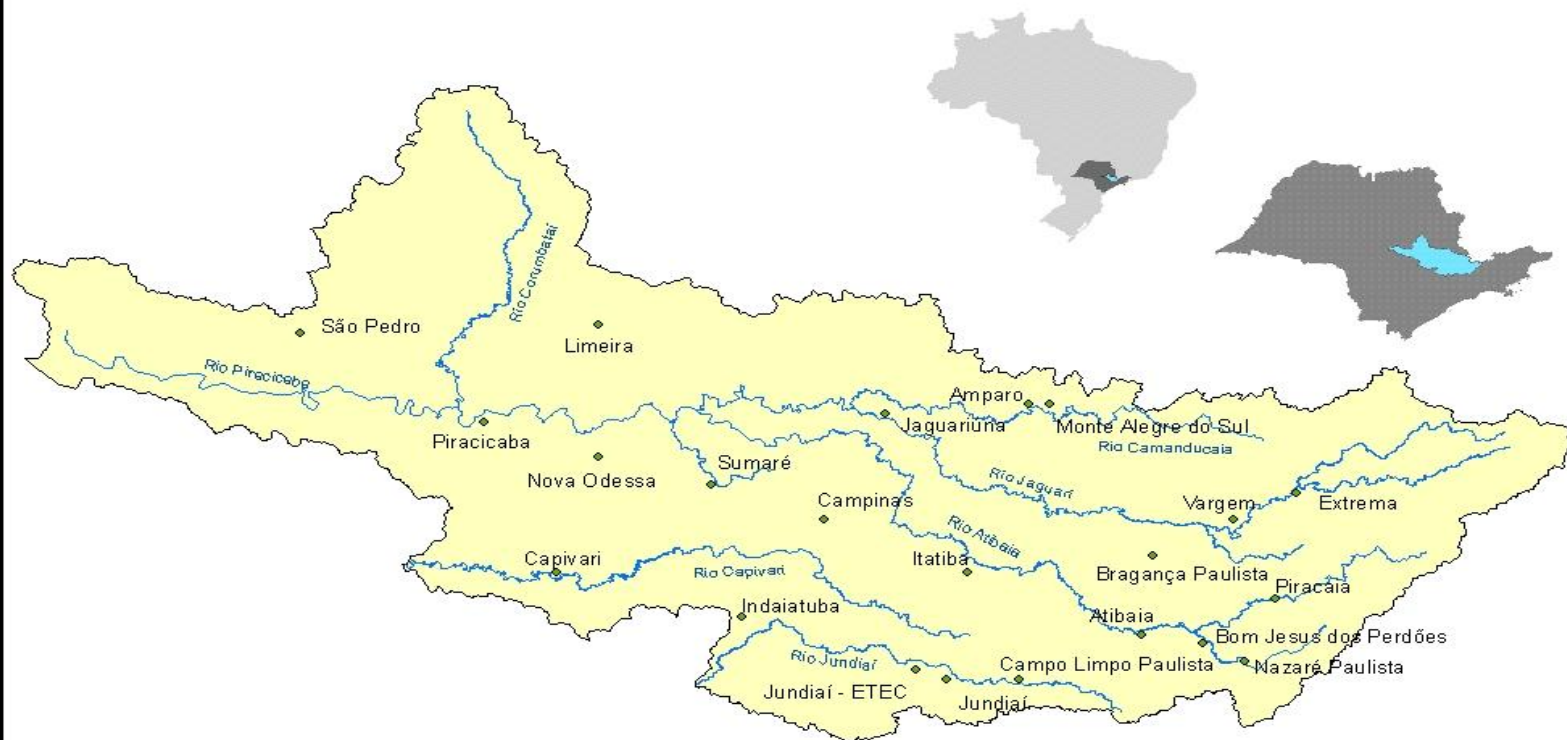 Rio Corumbataí
São Pedro
Limeira
Rio Piracicaba
Amparo
Jaguariuna
Monte Alegre do Sul
Piracicaba
Rio Camanducaia
Sumaré
Nova Odessa
Rio Jaguari
Campinas
Vargem
Extrema
Rio Atibaia
Capivari
Itatiba
Rio Capivari
Bragança Paulista
Piracaia
Indaiatuba
Atibaia
Bom Jesus dos Perdões
Rio Jundiaí
Campo Limpo Paulista
Nazaré Paulista
Jundiaí - ETEC
Jundiaí